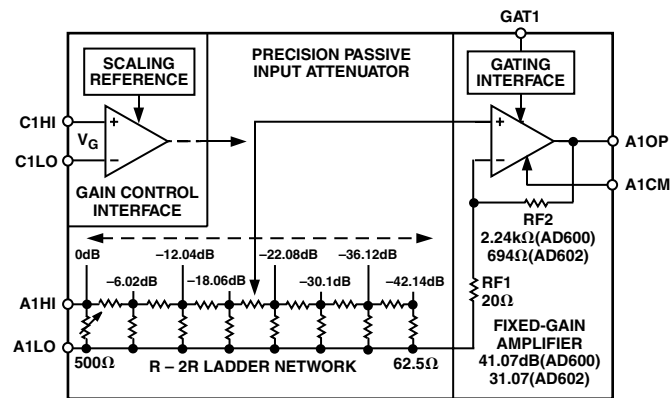 GAT1
SCALING
REFERENCE
PRECISION PASSIVE
INPUT ATTENUATOR
GATING
INTERFACE
C1HI
+
VG
C1LO
–
GAIN CONTROL
INTERFACE
+
–
A1OP
A1CM
RF2
2.24kΩ(AD600)
694Ω(AD602)
0dB
–6.02dB
–12.04dB
–18.06dB
–22.08dB
–30.1dB
–36.12dB
–42.14dB
RF1
20Ω
A1HI
A1LO
500Ω
R – 2R LADDER NETWORK
62.5Ω
FIXED-GAIN
AMPLIFIER
41.07dB(AD600)
31.07(AD602)